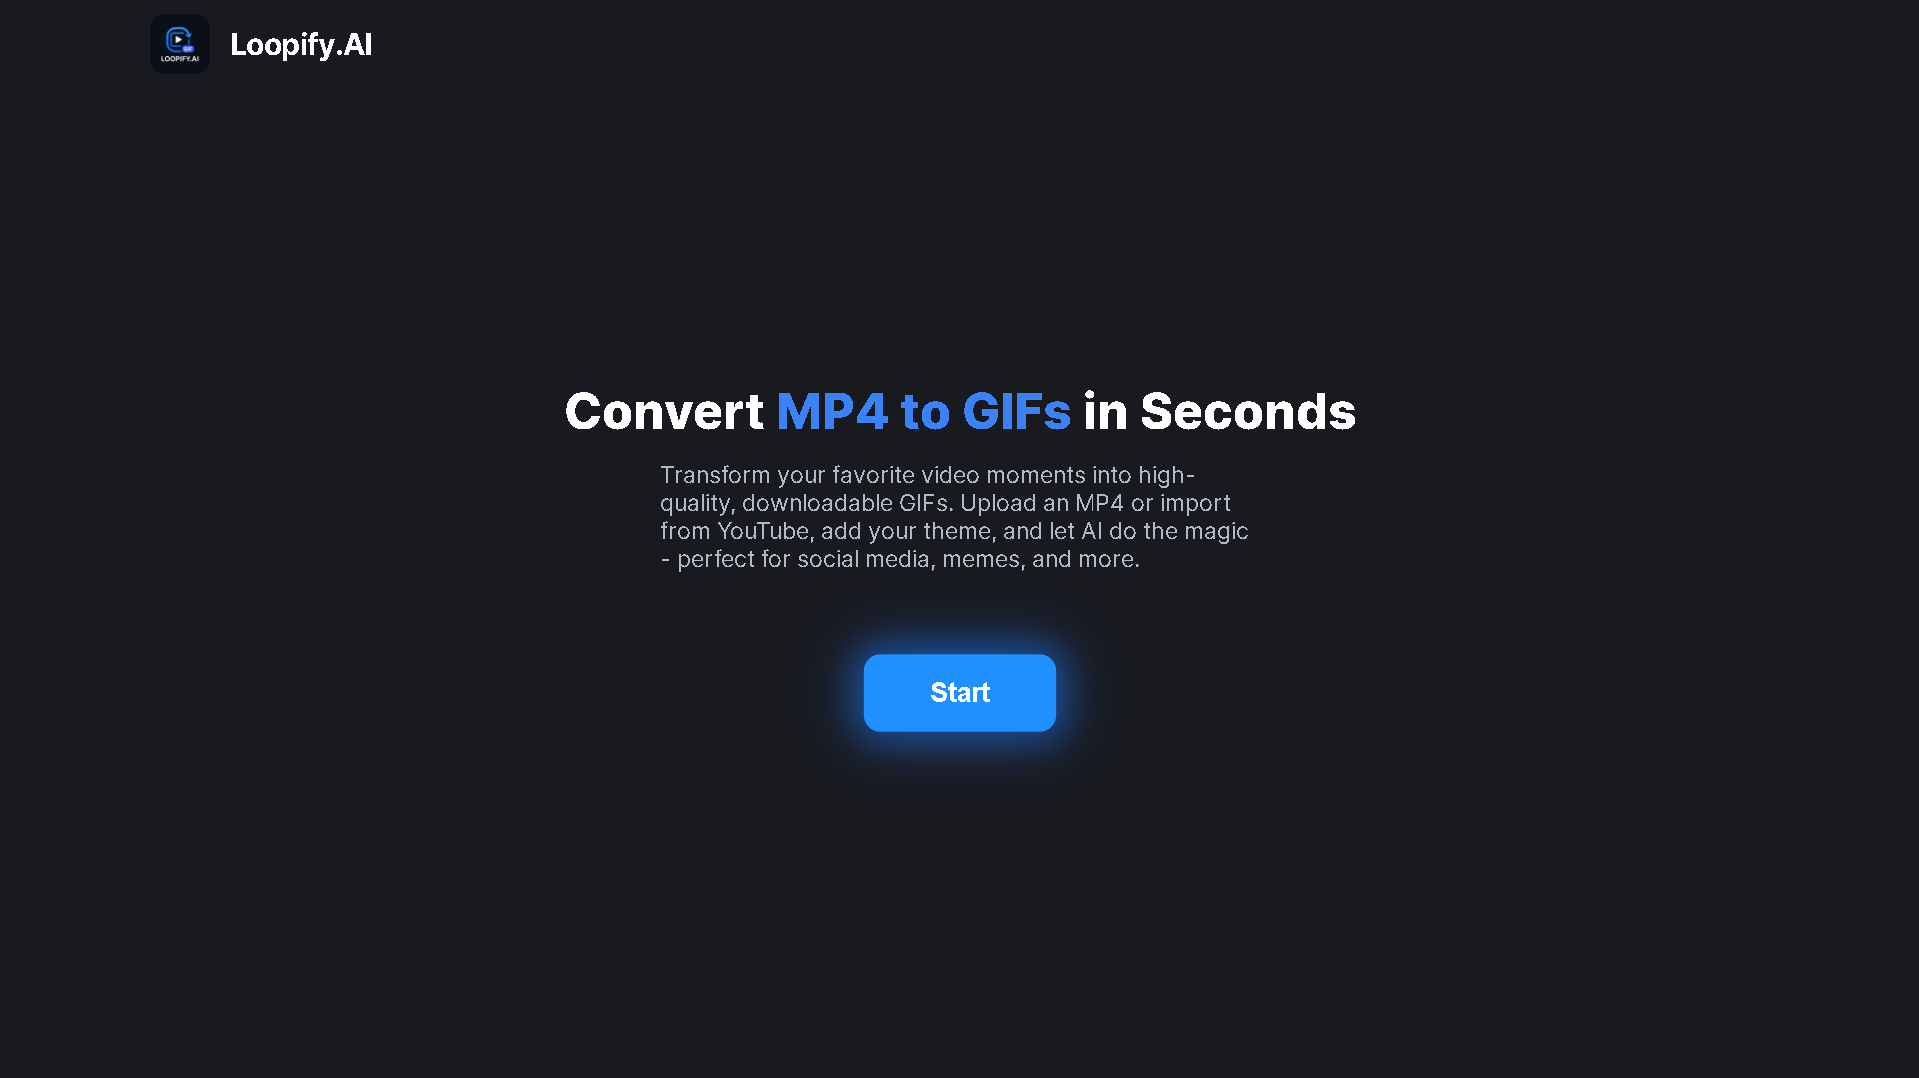 GIF
LOOPIFY.AI
Loopify.AI
Convert MP4 to GIFs in Seconds
Transform your favorite video moments into high-
quality, downloadable GIFs. Upload an MP4 or import
from YouTube, add your theme, and let AI do the magic
- perfect for social media, memes, and more.
Start